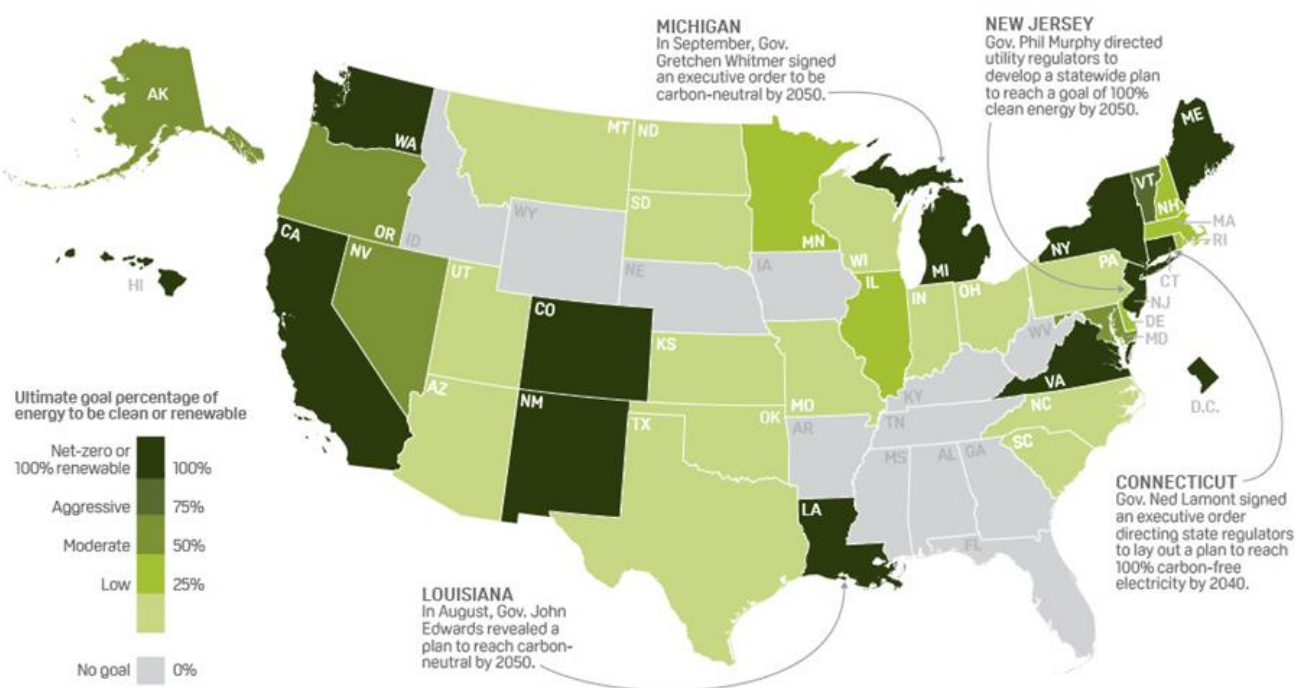 MICHIGAN
In September, Gov.
Gretchen Whitmer signed
an executive order to be
carbon-neutral by 2050.
NEW JERSEY
Gov. Phil Murphy directed
utility regulators to
develop a statewide plan
to reach a goal of 100%
clean energy by 2050.
AK
WA
MT
ND
ME
VT
NH
MA
RI
CT
SD
WY
ID
OR
MN
WI
MI
NY
PA
NJ
DE
MD
CA
NV
UT
NE
IA
IL
IN
OH
WV
HI
CO
KS
MO
KY
VA
D.C.
AZ
NM
TX
OK
AR
TN
NC
SC
MS
AL
GA
LA
FL
Ultimate goal percentage of
energy to be clean or renewable
Net-zero or
100% renewable 100%
Aggressive 75%
Moderate 50%
Low 25%
No goal 0%
LOUISIANA
In August, Gov. John
Edwards revealed a
plan to reach carbon-
neutral by 2050.
CONNECTICUT
Gov. Ned Lamont signed
an executive order
directing state regulators
to lay out a plan to reach
100% carbon-free
electricity by 2040.